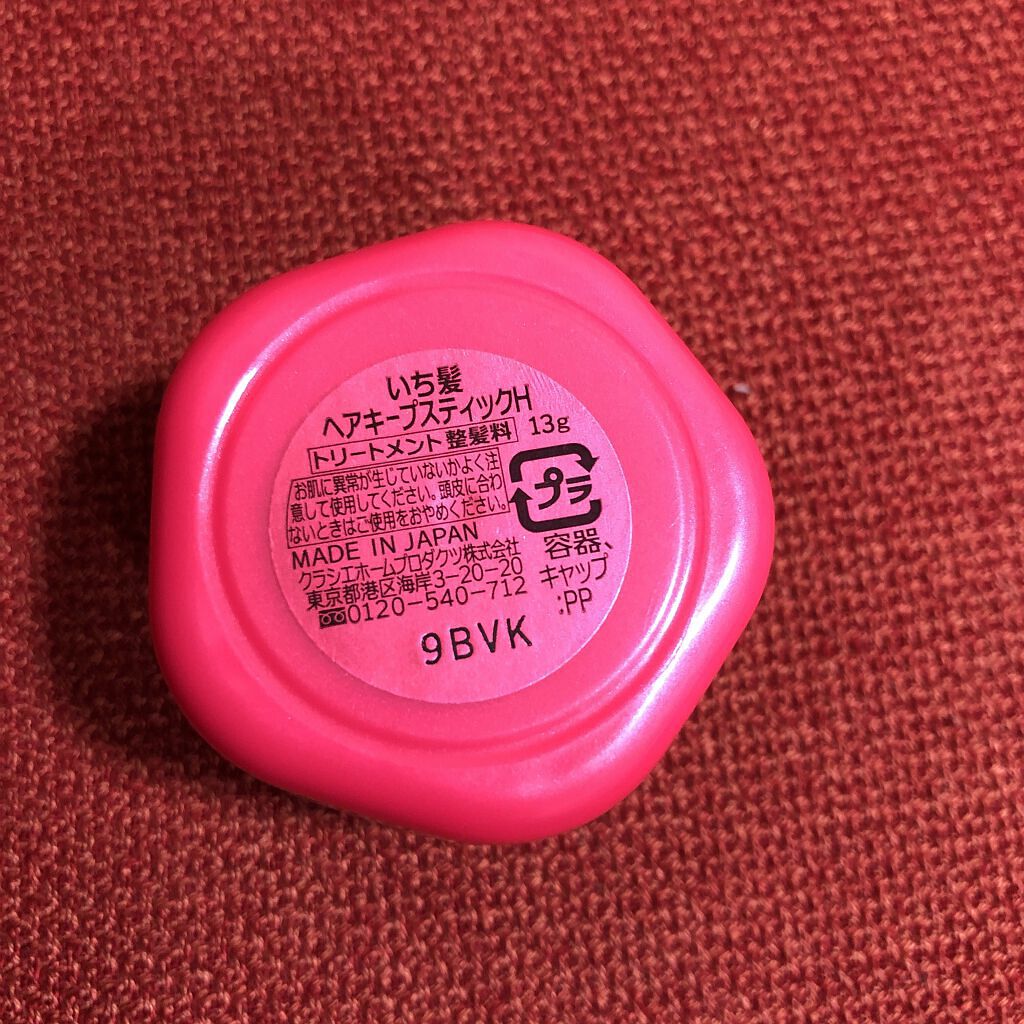 いち髪
ヘアキープスティックH
トリートメント 整髪料 13g
お肌に異常が生じていないかよく注
意して使用してください。頭皮に合わ
ないときはご使用をおやめください。
プラ
容器、
キャップ
:PP
MADE IN JAPAN
クラシエホームプロダクツ株式会社
東京都港区海岸3-20-20
0120-540-712
9BVK